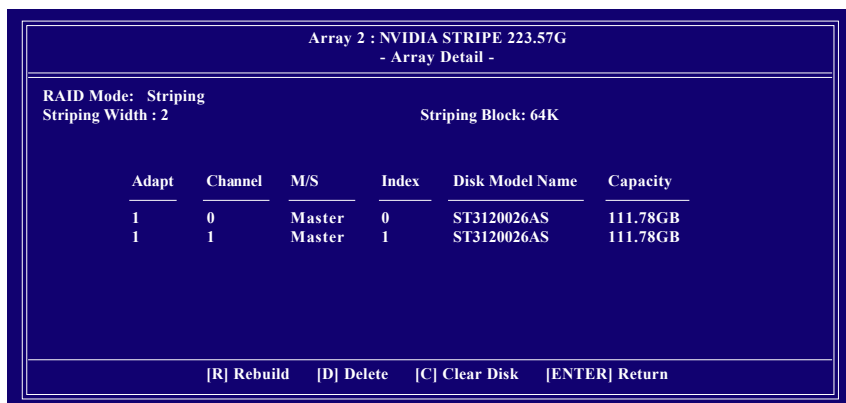 Array 2 : NVIDIA STRIPE 223.57G
- Array Detail -
RAID Mode: Striping
Striping Width : 2 Striping Block: 64K
Adapt Channel M/S Index Disk Model Name Capacity
1 0 Master 0 ST3120026AS 111.78GB
1 1 Master 1 ST3120026AS 111.78GB
[R] Rebuild [D] Delete [C] Clear Disk [ENTER] Return